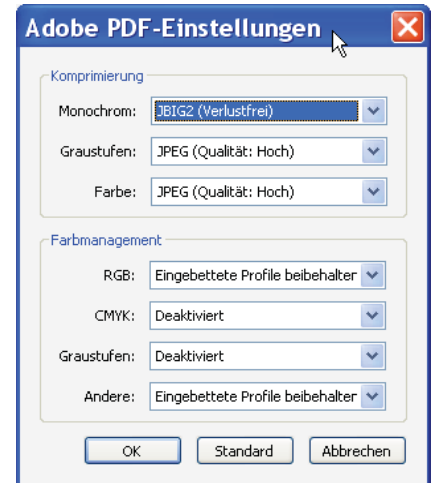 Adobe PDF-Einstellungen
Komprimierung
Monochrom: JBIG2 (Verlustfrei)
Graustufen: JPEG (Qualität: Hoch)
Farbe: JPEG (Qualität: Hoch)
Farbmanagement
RGB: Eingebettete Profile beibehalter
CMYK: Deaktiviert
Graustufen: Deaktiviert
Andere: Eingebettete Profile beibehalter
OK Standard Abbrechen